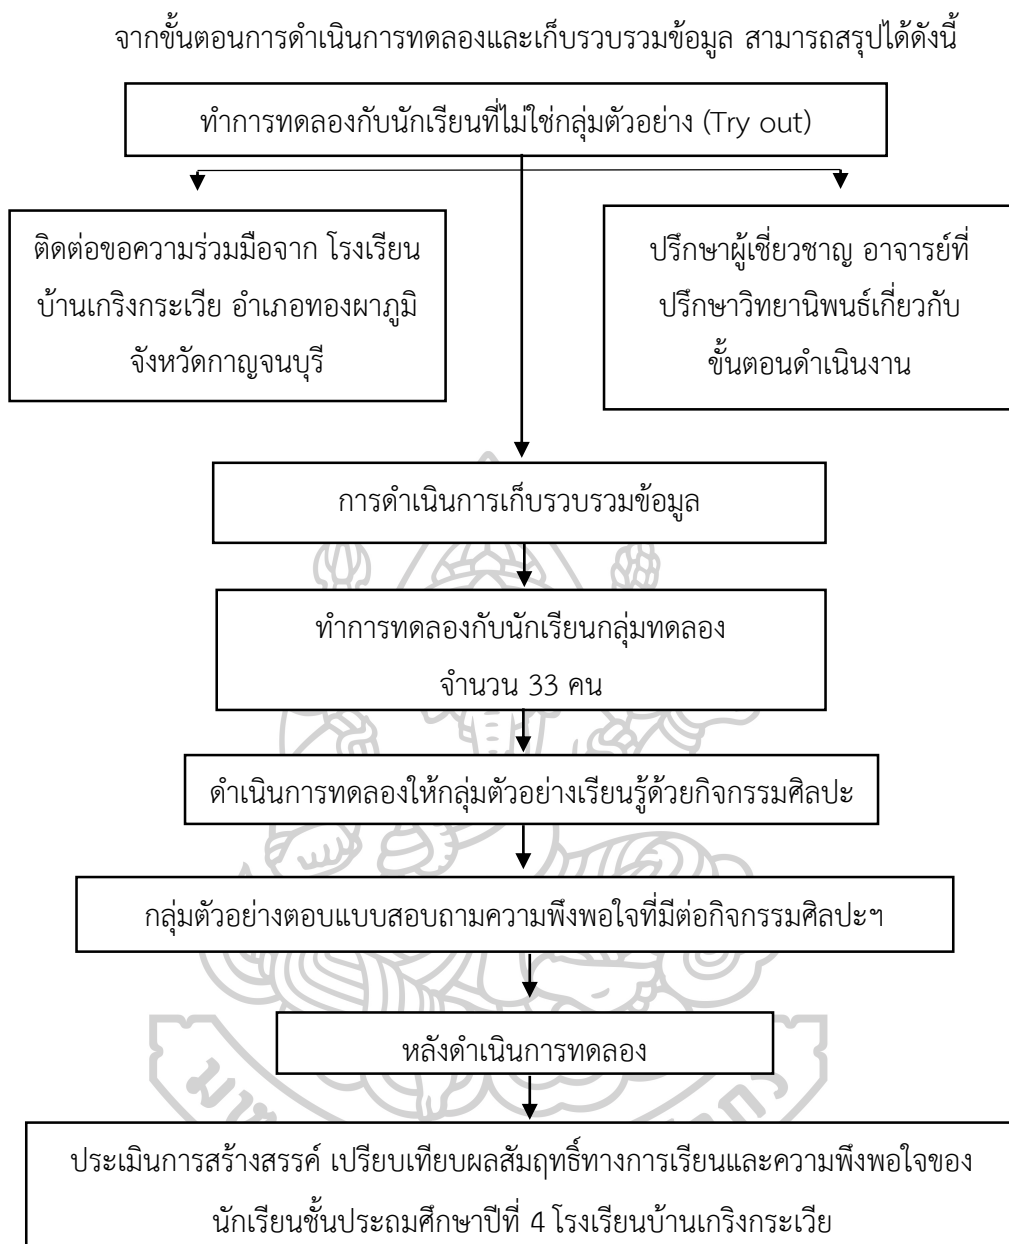 จากขั้นตอนการดำเนินการทดลองและเก็บรวบรวมข้อมูล สามารถสรุปได้ดังนี้
ทำการทดลองกับนักเรียนที่ไม่ใช่กลุ่มตัวอย่าง (Try out)
ติดต่อขอความร่วมมือจาก โรงเรียน
บ้านเกริงกระเวีย อำเภอทองผาภูมิ
จังหวัดกาญจนบุรี
ปรึกษาผู้เชี่ยวชาญ อาจารย์ที่
ปรึกษาวิทยานิพนธ์เกี่ยวกับ
ขั้นตอนดำเนินงาน
การดำเนินการเก็บรวบรวมข้อมูล
ทำการทดลองกับนักเรียนกลุ่มทดลอง
จำนวน 33 คน
ดำเนินการทดลองให้กลุ่มตัวอย่างเรียนรู้ด้วยกิจกรรมศิลปะ
กลุ่มตัวอย่างตอบแบบสอบถามความพึงพอใจที่มีต่อกิจกรรมศิลปะฯ
หลังดำเนินการทดลอง
ประเมินการสร้างสรรค์ เปรียบเทียบผลสัมฤทธิ์ทางการเรียนและความพึงพอใจของ
นักเรียนชั้นประถมศึกษาปีที่ 4 โรงเรียนบ้านเกริงกระเวีย